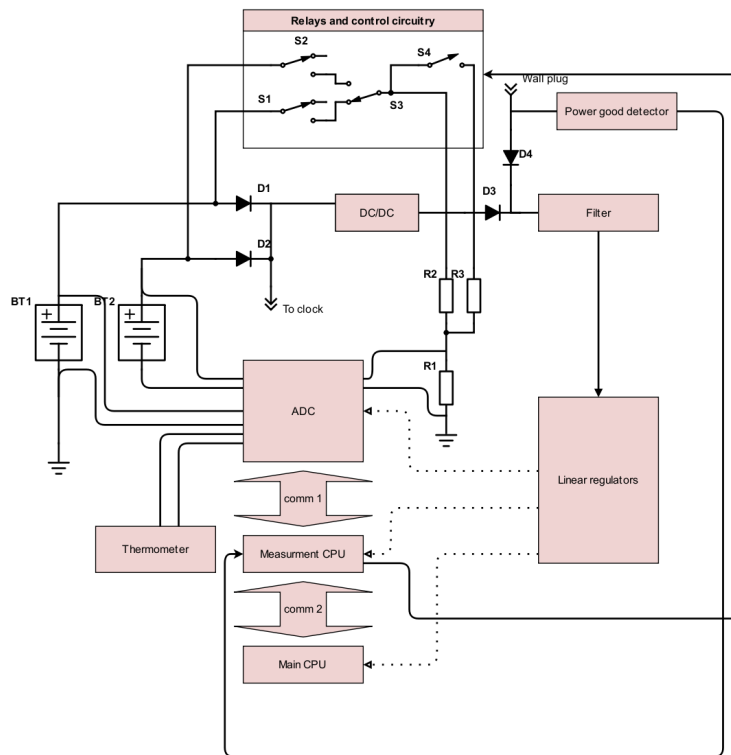 Relays and control circuitry
S2
S4
S1
S3
Wall plug
Power good detector
D4
D1
D3
DC/DC
Filter
D2
R2
R3
BT1
BT2
To clock
R1
ADC
Linear regulators
comm 1
Thermometer
Measurment CPU
comm 2
Main CPU